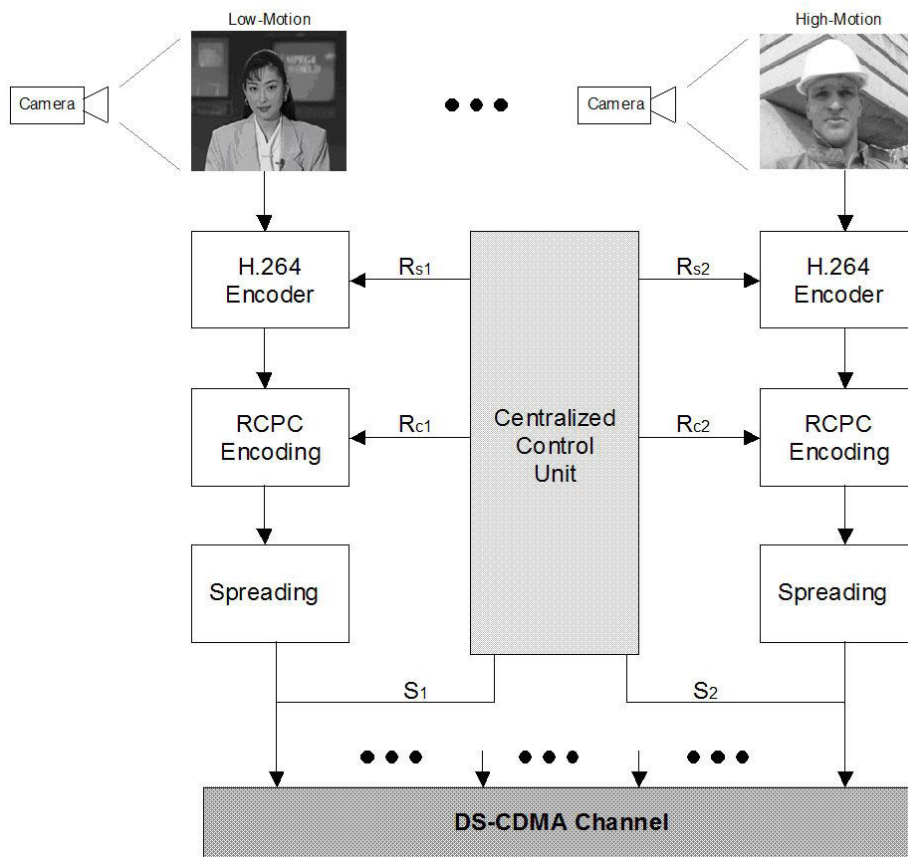 Low-Motion
High-Motion
Camera
Camera
H.264
Encoder
Rs1
Rs2
H.264
Encoder
RCPC
Encoding
Rc1
Centralized
Control
Unit
Rc2
RCPC
Encoding
Spreading
Spreading
S1
S2
DS-CDMA Channel